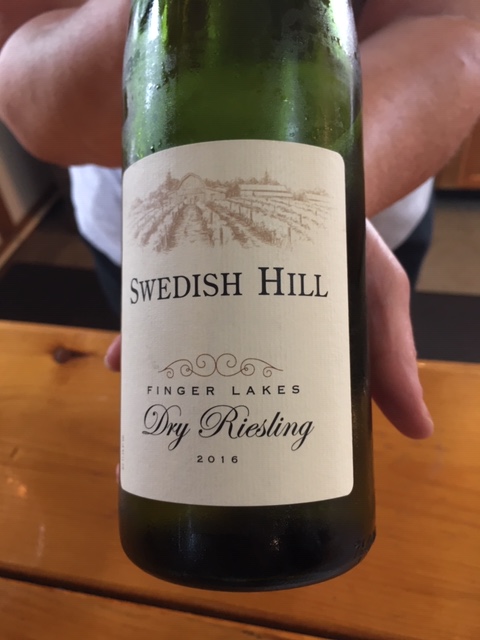 SWEDISH HILL
FINGER LAKES
Dry Riesling
2016